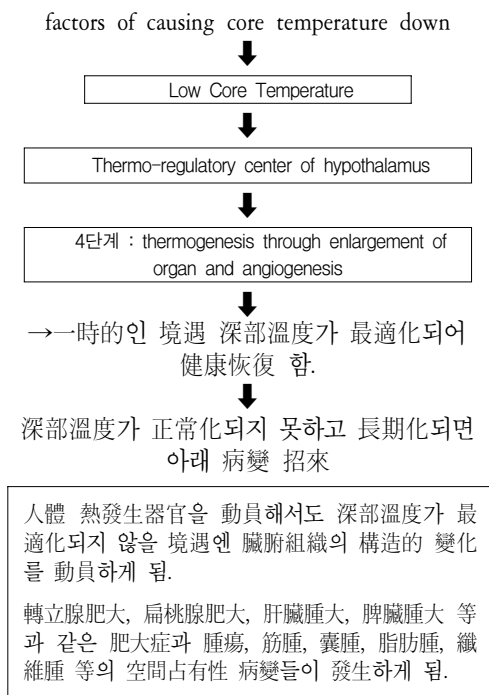 factors of causing core temperature down
Low Core Temperature
Thermo-regulatory center of hypothalamus
4단계 : thermogenesis through enlargement of
organ and angiogenesis
→一時的인 境遇 深部溫度가 最適化되어
健康恢復 함.
深部溫度가 正常化되지 못하고 長期化되면
아래 病變 招來
人體 熱發生器官을 動員해서도 深部溫度가 最
適化되지 않을 境遇엔 臟腑組織의 構造的 變化
를 動員하게 됨.
轉立腺肥大, 扁桃腺肥大, 肝臟腫大, 脾臟腫大 等
과 같은 肥大症과 腫瘍, 筋腫, 囊腫, 脂肪腫, 纖
維腫 等의 空間占有性 病變들이 發生하게 됨.